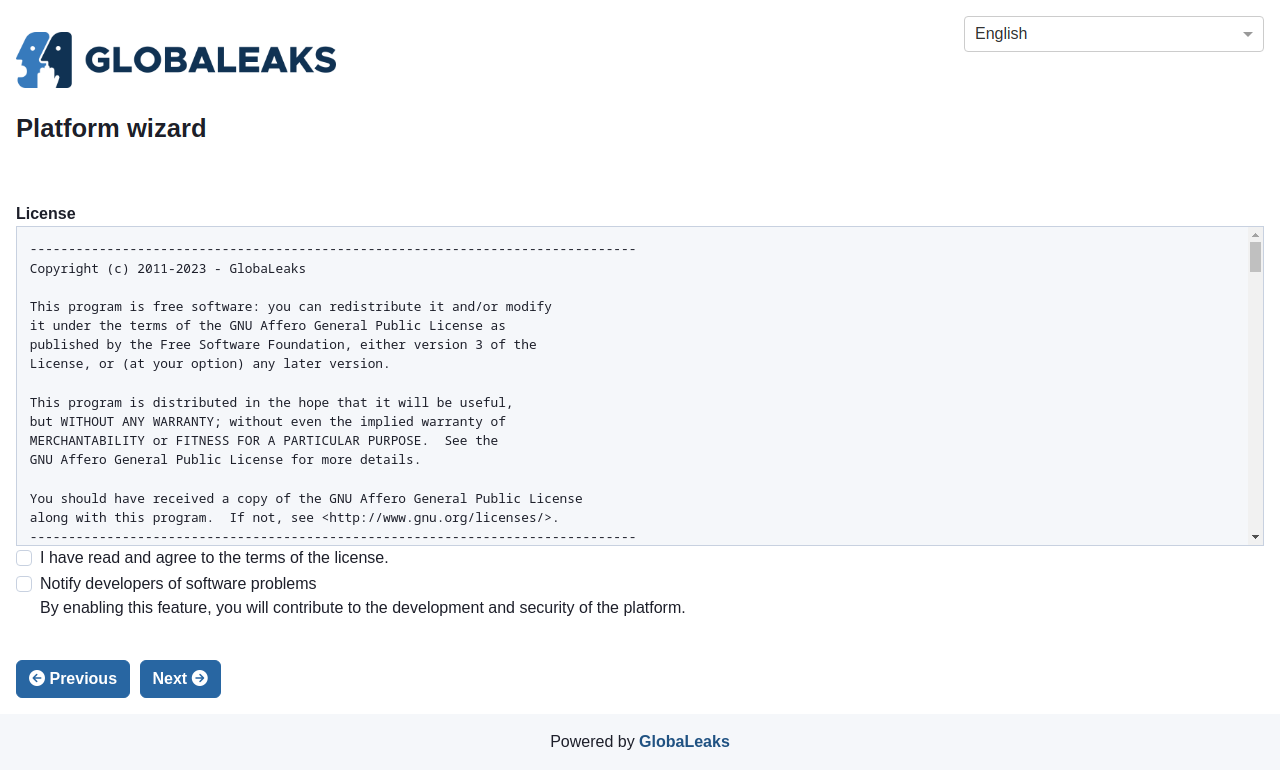 GLOBALEAKS
English
Platform wizard
License
-------------------------------------------------------------------------------
Copyright (c) 2011-2023 - GlobaLeaks
This program is free software: you can redistribute it and/or modify
it under the terms of the GNU Affero General Public License as
published by the Free Software Foundation, either version 3 of the
License, or (at your option) any later version.
This program is distributed in the hope that it will be useful,
but WITHOUT ANY WARRANTY; without even the implied warranty of
MERCHANTABILITY or FITNESS FOR A PARTICULAR PURPOSE.  See the
GNU Affero General Public License for more details.
You should have received a copy of the GNU Affero General Public License
along with this program.  If not, see <http://www.gnu.org/licenses/>.
-------------------------------------------------------------------------------
I have read and agree to the terms of the license.
Notify developers of software problems
By enabling this feature, you will contribute to the development and security of the platform.
Previous Next
Powered by GlobaLeaks